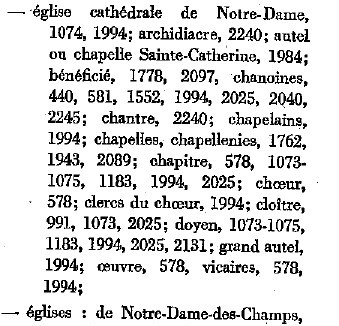 — église cathédrale de Notre-Dame,
1074, 1994; archidiacre, 2240; autel
ou chapelle Sainte-Catherine, 1984;
bénéficié, 1778, 2097, chanoines,
440, 581, 1552, 1994, 2025, 2040,
2245; chantre, 2240; chapelains,
1994; chapelles, chapellenies, 1762,
1943, 2089; chapitre, 578, 1073-
1075, 1183, 1994, 2025; chœur,
578; clercs du chœur, 1994; cloître,
991, 1073, 2025; doyen, 1073-1075,
1183, 1994, 2025, 2131; grand autel,
1994; œuvre, 578, vicaires, 578,
1994;
— églises : de Notre-Dame-des-Champs,